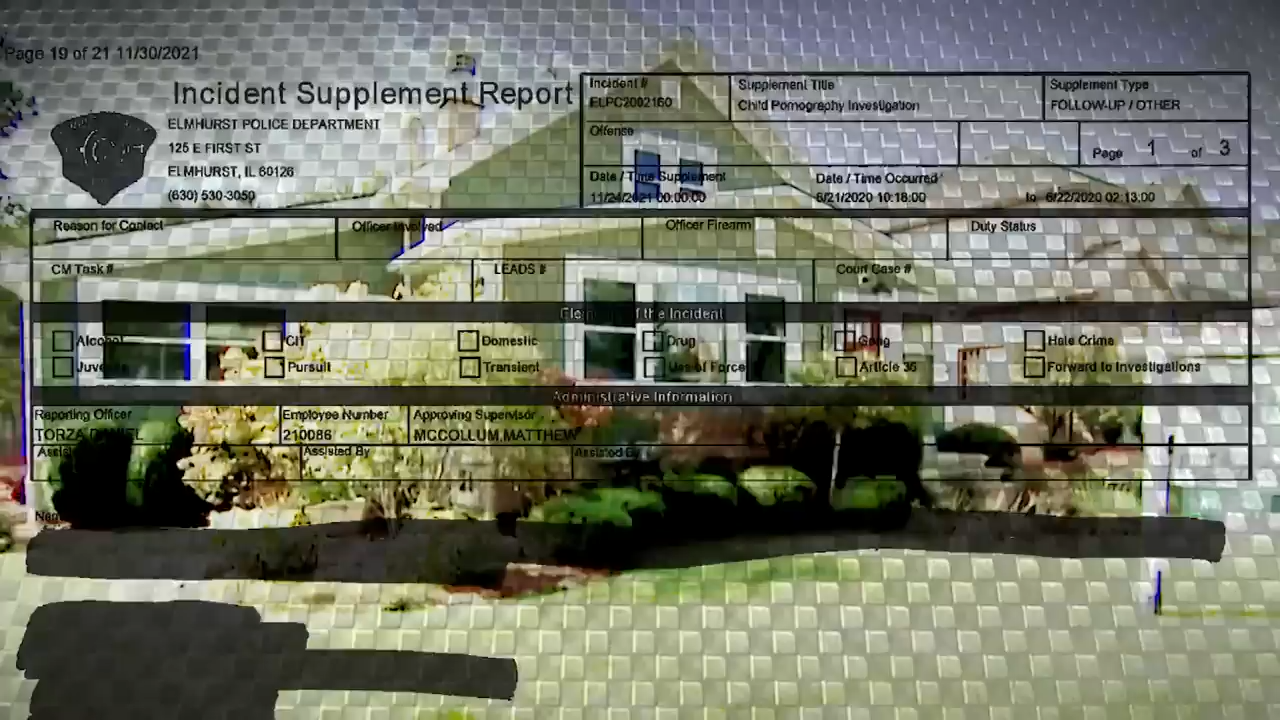 Page 19 of 21 11/30/2021
Incident Supplement Report
ELMHURST POLICE DEPARTMENT
125 E FIRST ST
ELMHURST, IL 60126
(630) 530-3050
Incident #
ELPC2002160
Supplement Title
Child Pornography Investigation
Supplement Type
FOLLOW-UP / OTHER
Offense
Page 1 of 3
Date / Time Supplement
11/24/2021 00:00:00
Date / Time Occurred
6/21/2020 10:18:00 to 6/22/2020 02:13:00
Reason for Contact
Officer Involved
Officer Firearm
Duty Status
CM Task #
LEADS #
Court Case #
Elements of the Incident
Alcohol
CIT
Domestic
Drug
Gang
Hate Crime
Juvenile
Pursuit
Transient
Use of Force
Article 36
Forward to Investigations
Administrative Information
Reporting Officer
TORZA,DANIEL
Employee Number
210086
Approving Supervisor
MCCOLLUM,MATTHEW
Assisted By
Assisted By